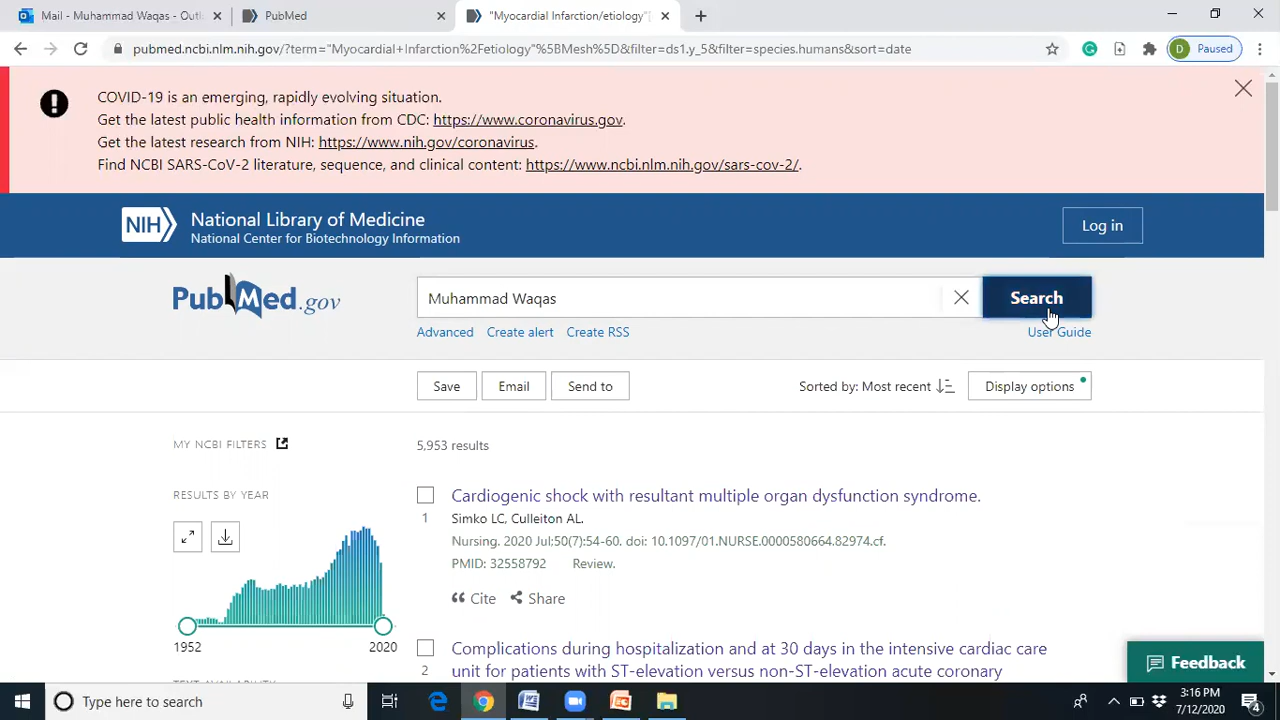 Mail - Muhammad Waqas - Outl
PubMed
"Myocardial Infarction/etiology"[
pubmed.ncbi.nlm.nih.gov/?term="Myocardial+Infarction%2Fetiology"%5BMesh%5D&filter=ds1.y_5&filter=species.humans&sort=date
D Paused
COVID-19 is an emerging, rapidly evolving situation.
Get the latest public health information from CDC: https://www.coronavirus.gov.
Get the latest research from NIH: https://www.nih.gov/coronavirus.
Find NCBI SARS-CoV-2 literature, sequence, and clinical content: https://www.ncbi.nlm.nih.gov/sars-cov-2/.
NIH National Library of Medicine
National Center for Biotechnology Information
Log in
PubMed.gov
Muhammad Waqas
Search
Advanced Create alert Create RSS
User Guide
Save Email Send to
Sorted by: Most recent
Display options
MY NCBI FILTERS
5,953 results
RESULTS BY YEAR
Cardiogenic shock with resultant multiple organ dysfunction syndrome.
1
Simko LC, Culleiton AL.
Nursing. 2020 Jul;50(7):54-60. doi: 10.1097/01.NURSE.0000580664.82974.cf.
PMID: 32558792 Review.
Cite Share
1952 2020
Complications during hospitalization and at 30 days in the intensive cardiac care
2
unit for patients with ST-elevation versus non-ST-elevation acute coronary
TEXT AVAILABILITY
Feedback
Type here to search
3:16 PM
7/12/2020
4